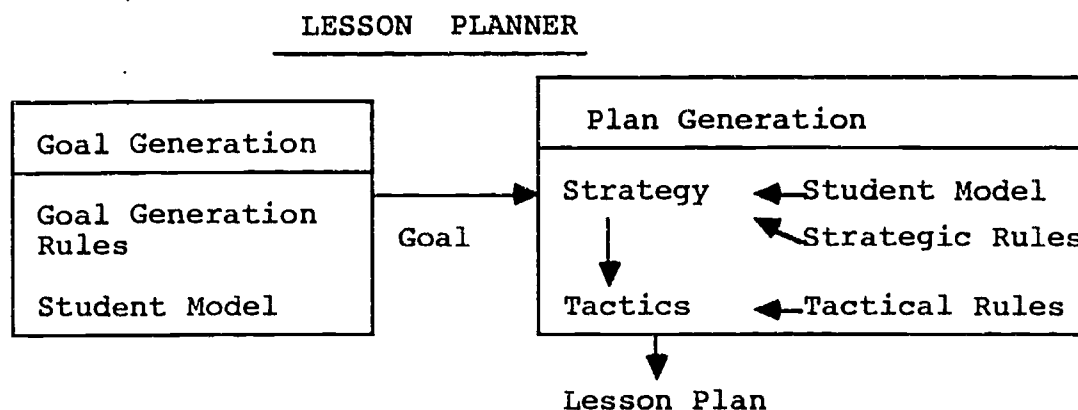 LESSON PLANNER
Goal Generation
Goal Generation
Rules
Student Model
Goal
Plan Generation
Strategy
Student Model
Strategic Rules
Tactics
Tactical Rules
Lesson Plan